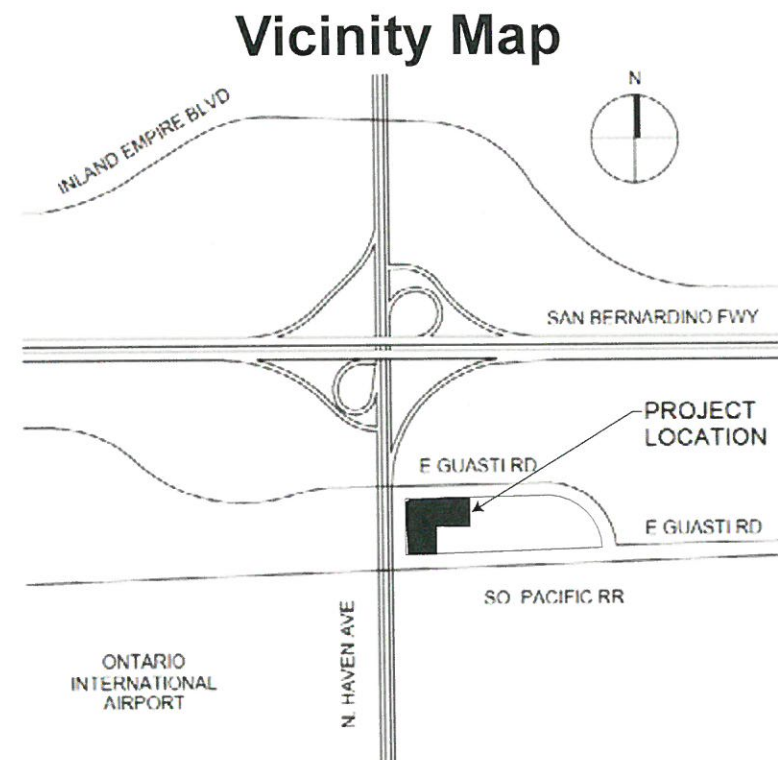 Vicinity Map
N
INLAND EMPIRE BLVD
SAN BERNARDINO FWY
PROJECT
LOCATION
E GUASTI RD
E GUASTI RD
SO. PACIFIC RR
ONTARIO
INTERNATIONAL
AIRPORT
N. HAVEN AVE